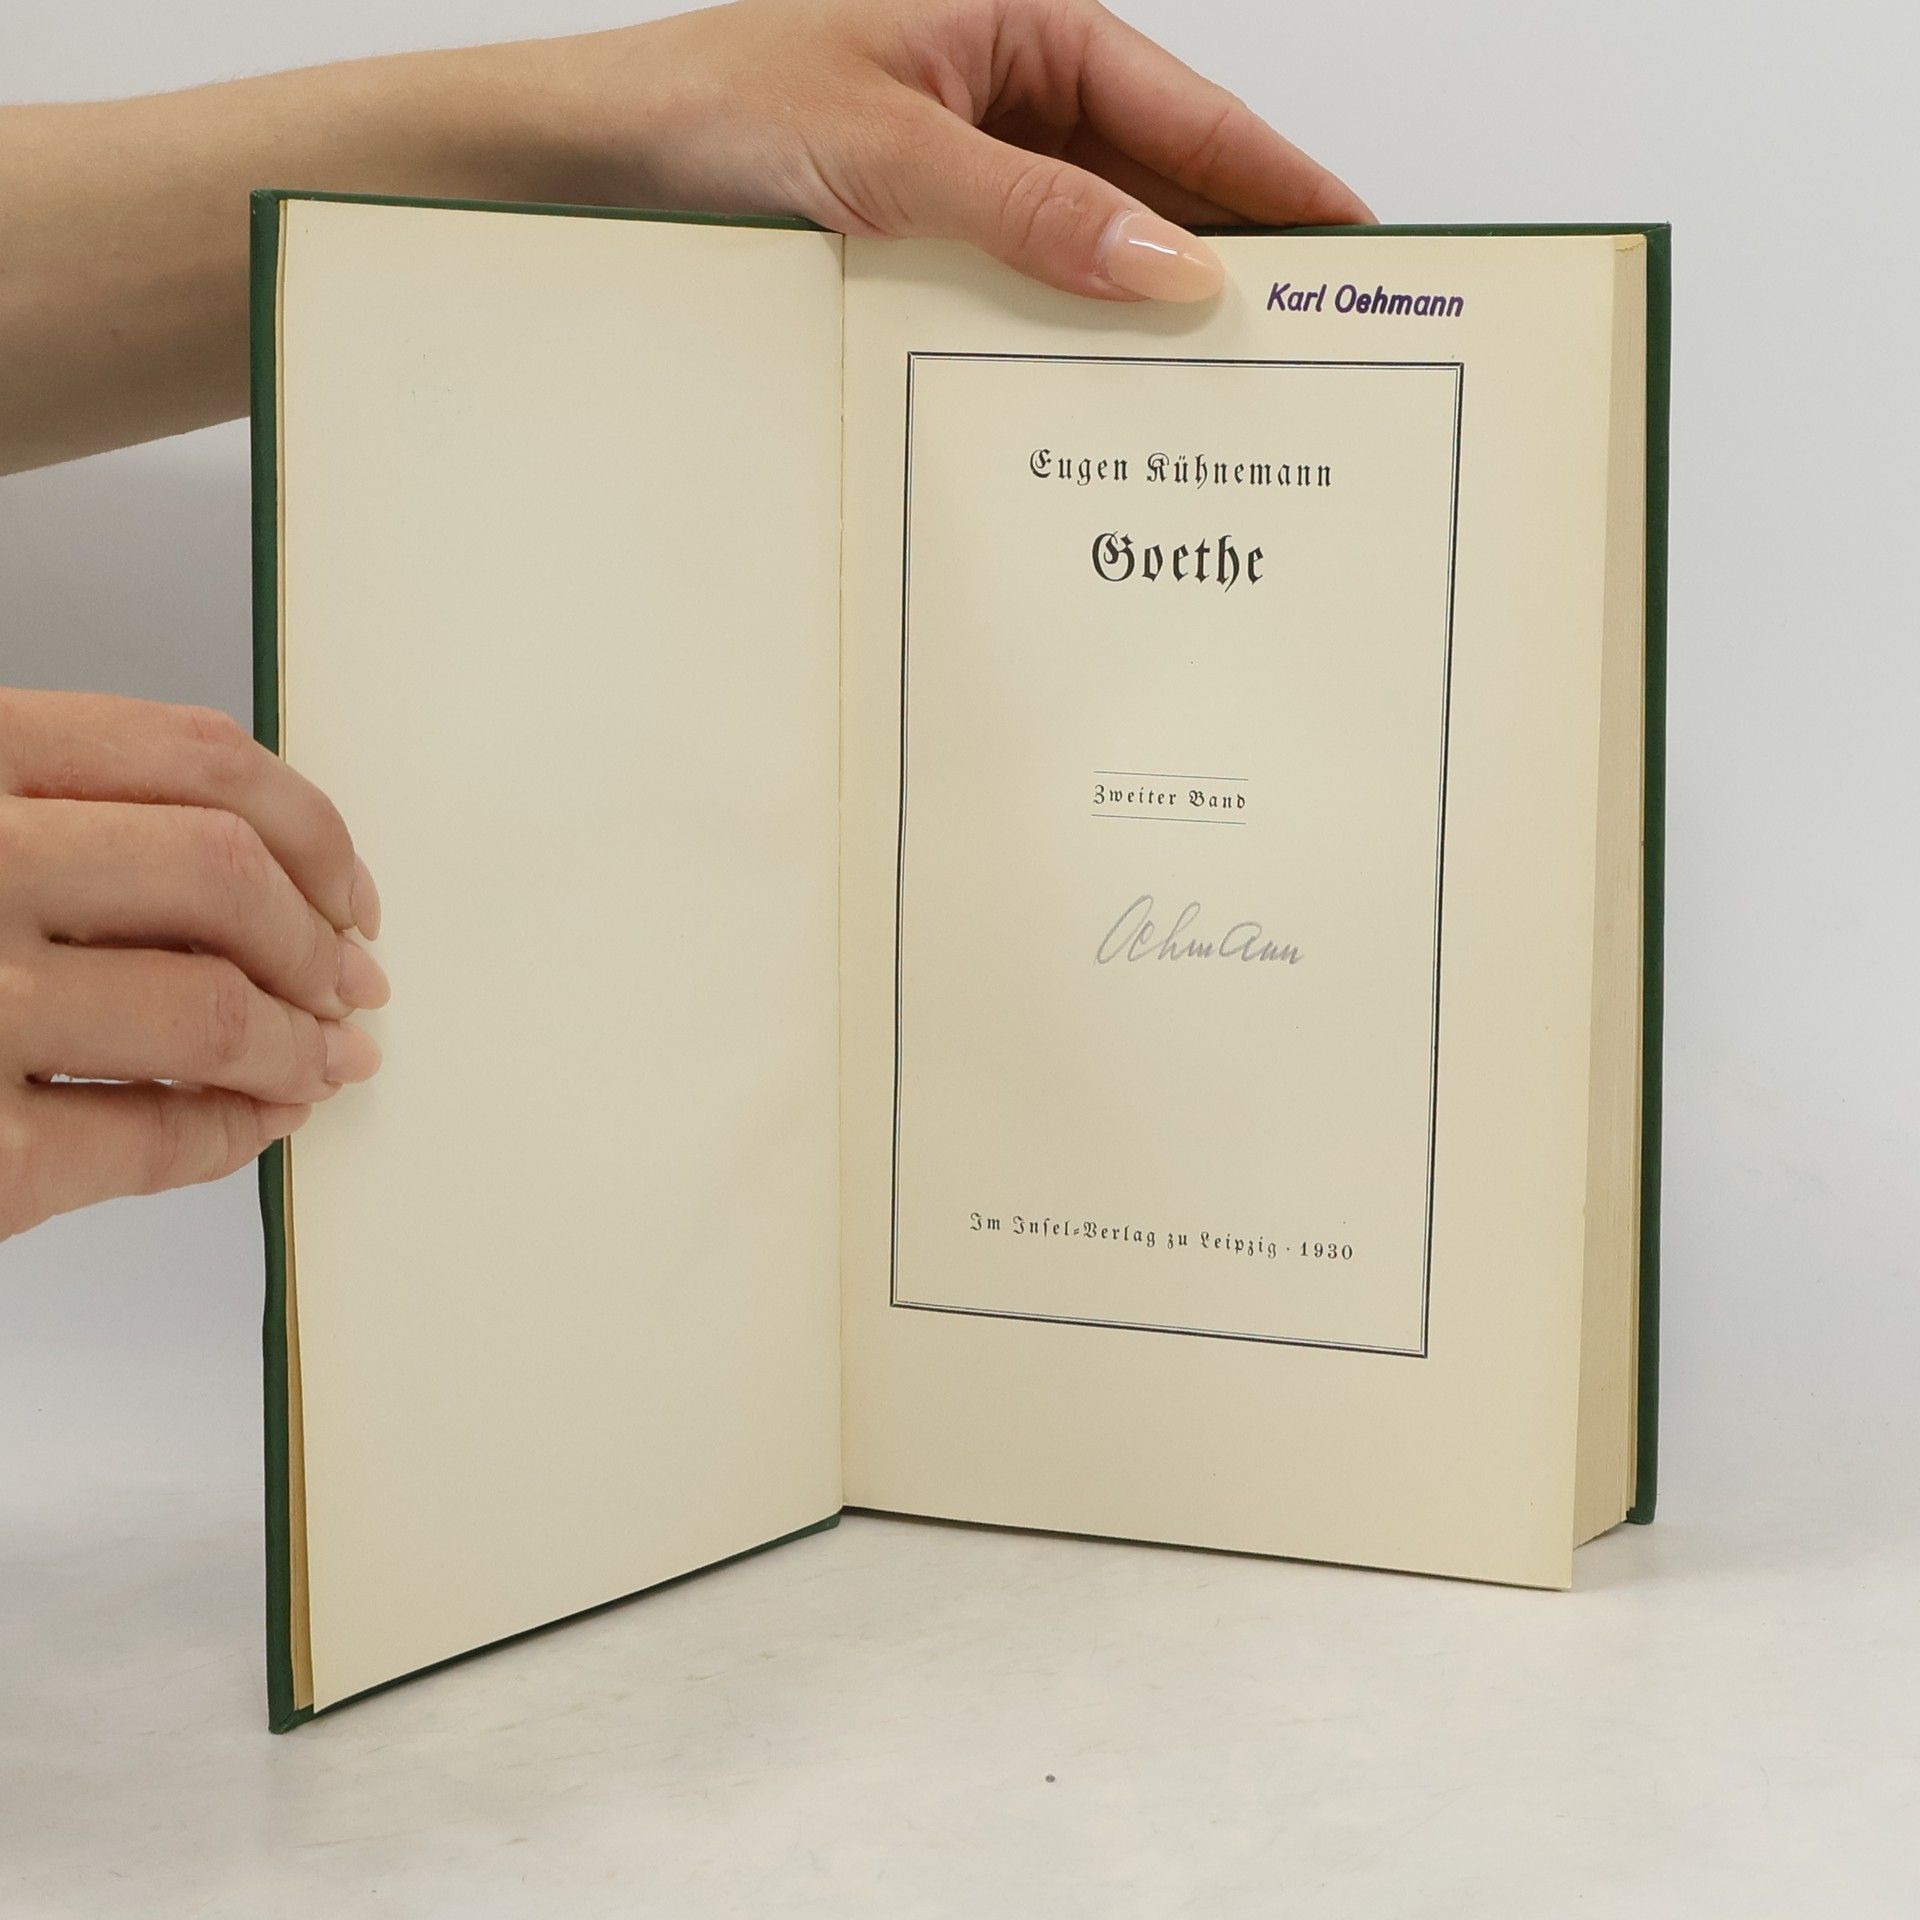 Karl Oehmann
Eugen Kühnemann
Goethe
Zweiter Band
Oehmann
Im Insel-Verlag zu Leipzig · 1930